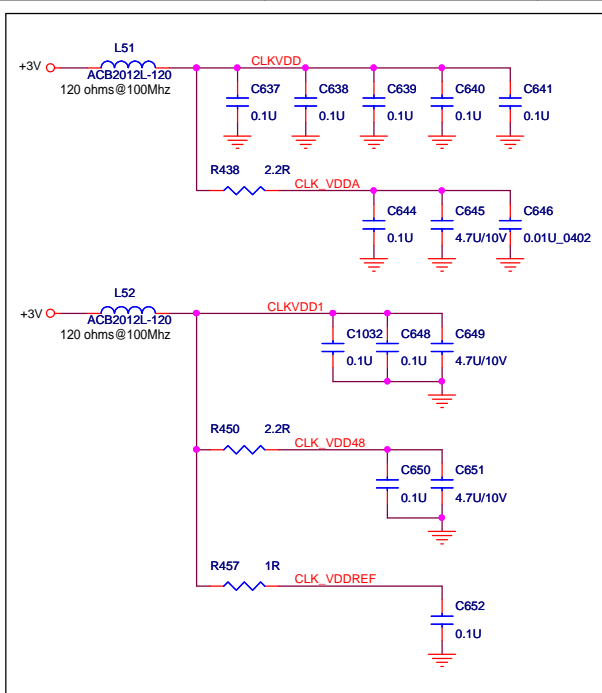 L51
+3V
CLKVDD
ACB2012L-120
120 ohms@100Mhz
C637 C638 C639 C640 C641
0.1U 0.1U 0.1U 0.1U 0.1U
R438 2.2R
CLK_VDDA
C644 C645 C646
0.1U 4.7U/10V 0.01U_0402
L52
+3V
CLKVDD1
ACB2012L-120
120 ohms@100Mhz
C1032 C648 C649
0.1U 0.1U 4.7U/10V
R450 2.2R
CLK_VDD48
C650 C651
0.1U 4.7U/10V
R457 1R
CLK_VDDREF
C652
0.1U